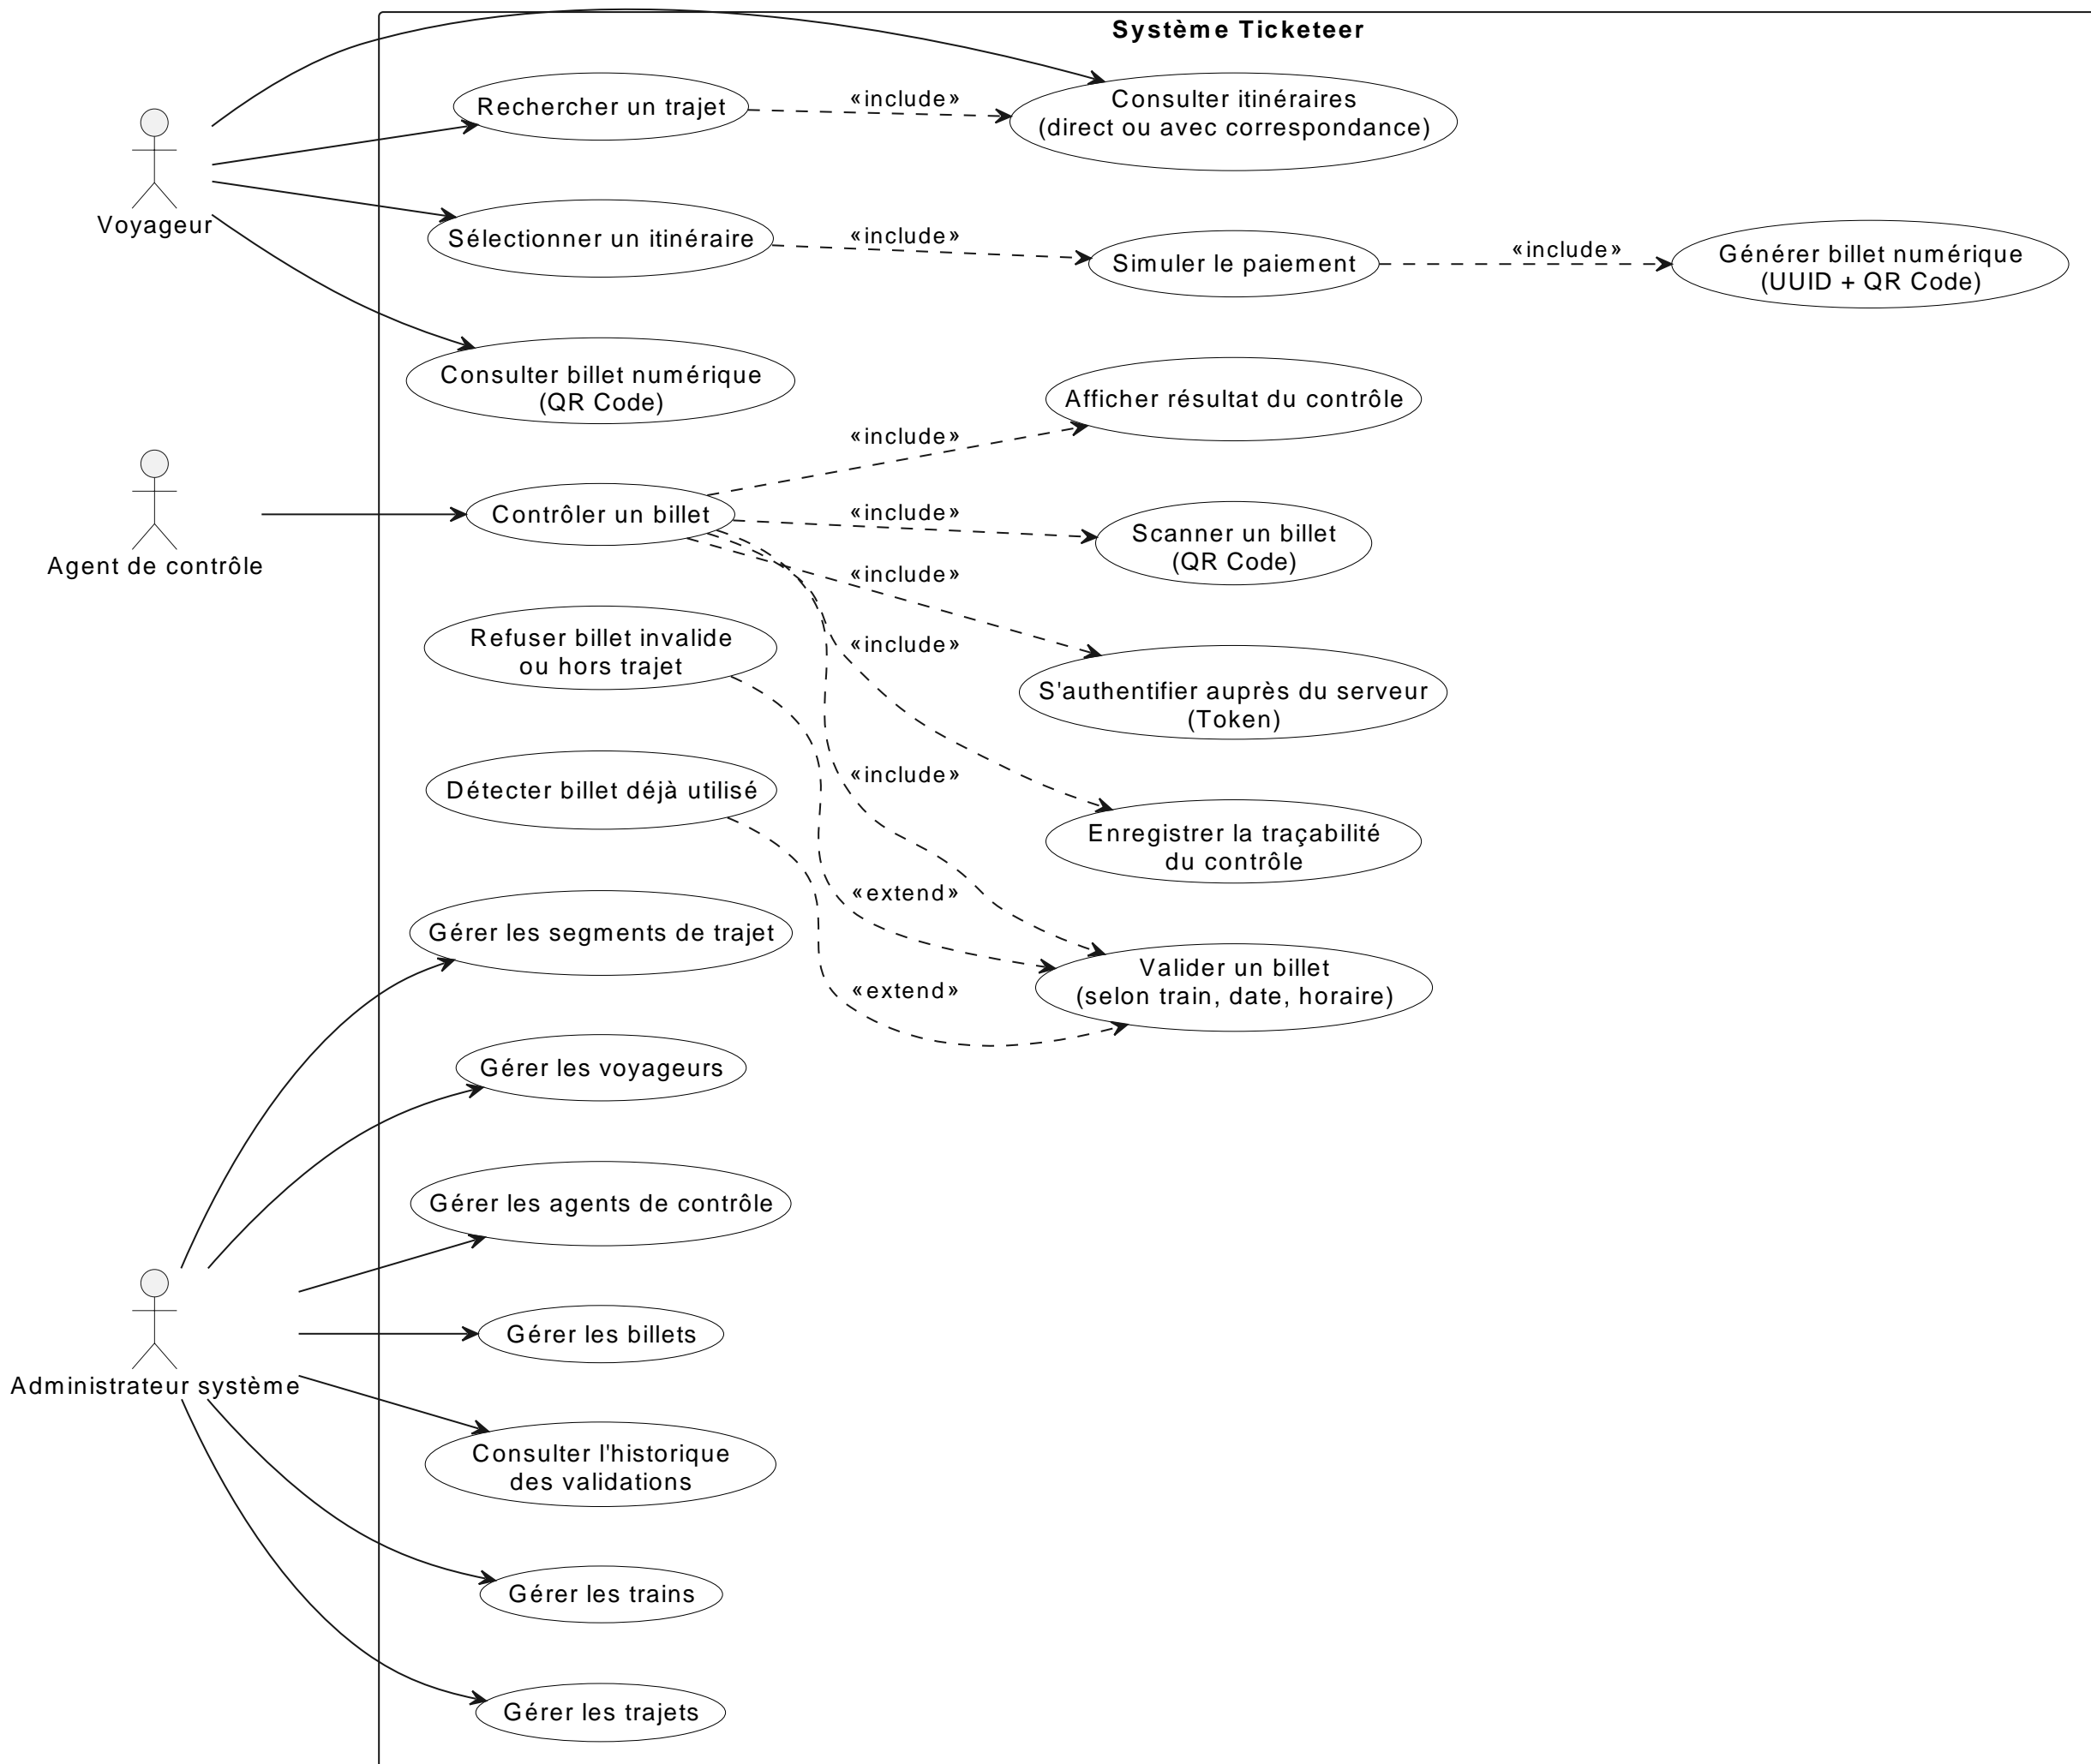 Système Ticketeer
Rechercher un trajet
«include»
Consulter itinéraires
(direct ou avec correspondance)
Voyageur
Sélectionner un itinéraire
«include»
Simuler le paiement
«include»
Générer billet numérique
(UUID + QR Code)
Consulter billet numérique
(QR Code)
Afficher résultat du contrôle
«include»
Agent de contrôle
Contrôler un billet
«include»
Scanner un billet
(QR Code)
«include»
Refuser billet invalide
ou hors trajet
«include»
S'authentifier auprès du serveur
(Token)
Détecter billet déjà utilisé
«include»
Enregistrer la traçabilité
du contrôle
«extend»
Gérer les segments de trajet
«extend»
Valider un billet
(selon train, date, horaire)
Gérer les voyageurs
Gérer les agents de contrôle
Gérer les billets
Administrateur système
Consulter l'historique
des validations
Gérer les trains
Gérer les trajets